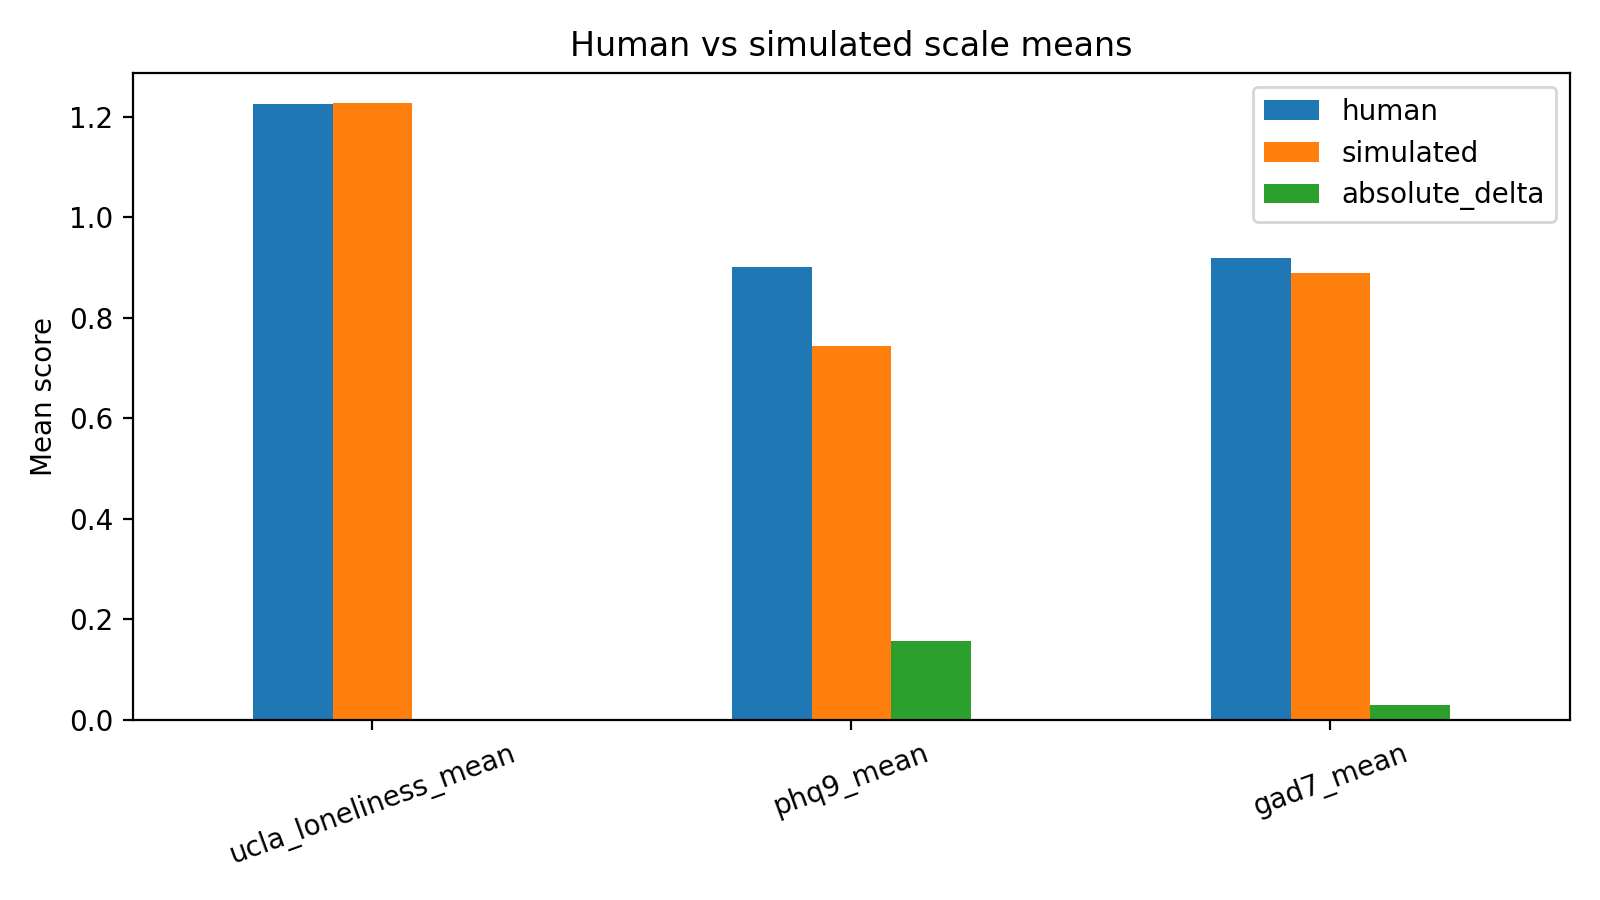 Human vs simulated scale means
human
simulated
absolute_delta
Mean score
1.2
1.0
0.8
0.6
0.4
0.2
0.0
ucla_loneliness_mean
phq9_mean
gad7_mean